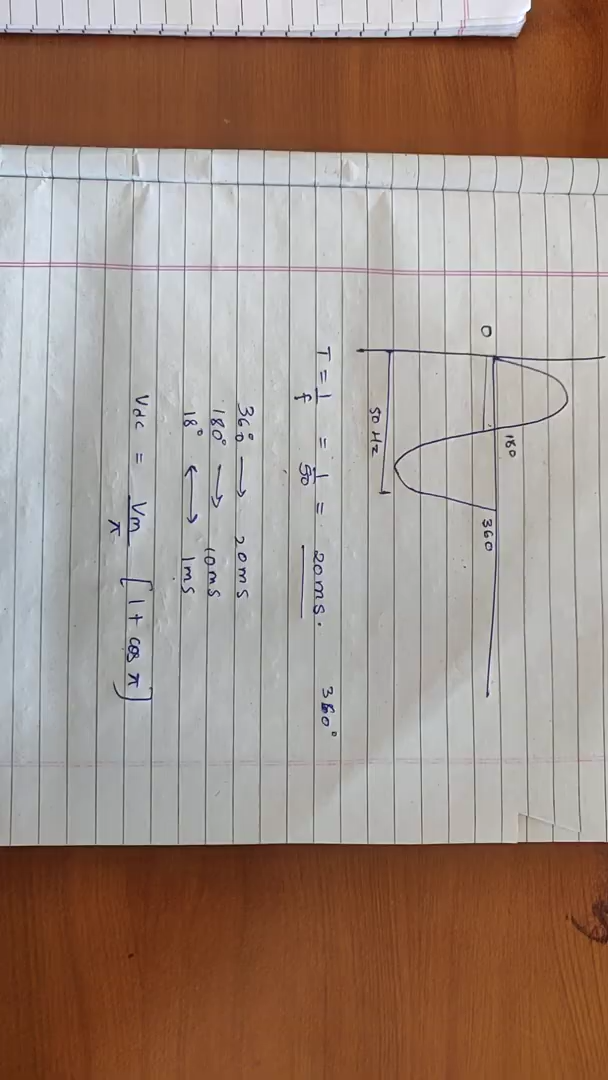 0 180 360
50 Hz
T = 1/f = 1/50 = 20ms. 360°
360 → 20ms
180° → 10ms
18° ↔ 1ms
Vdc = Vm/π [1 + cos π]